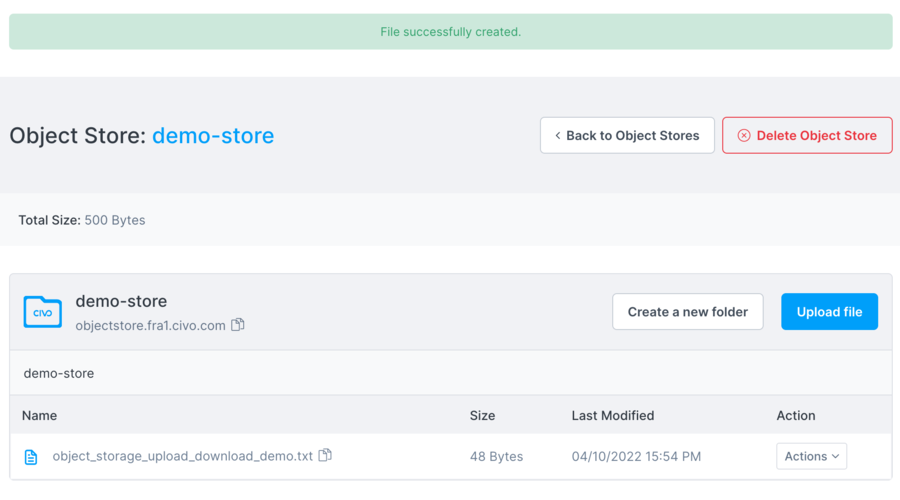 File successfully created.
Object Store: demo-store
Back to Object Stores
Delete Object Store
Total Size: 500 Bytes
CIVO
demo-store
objectstore.fra1.civo.com
Create a new folder
Upload file
demo-store
Name Size Last Modified Action
object_storage_upload_download_demo.txt 48 Bytes 04/10/2022 15:54 PM Actions